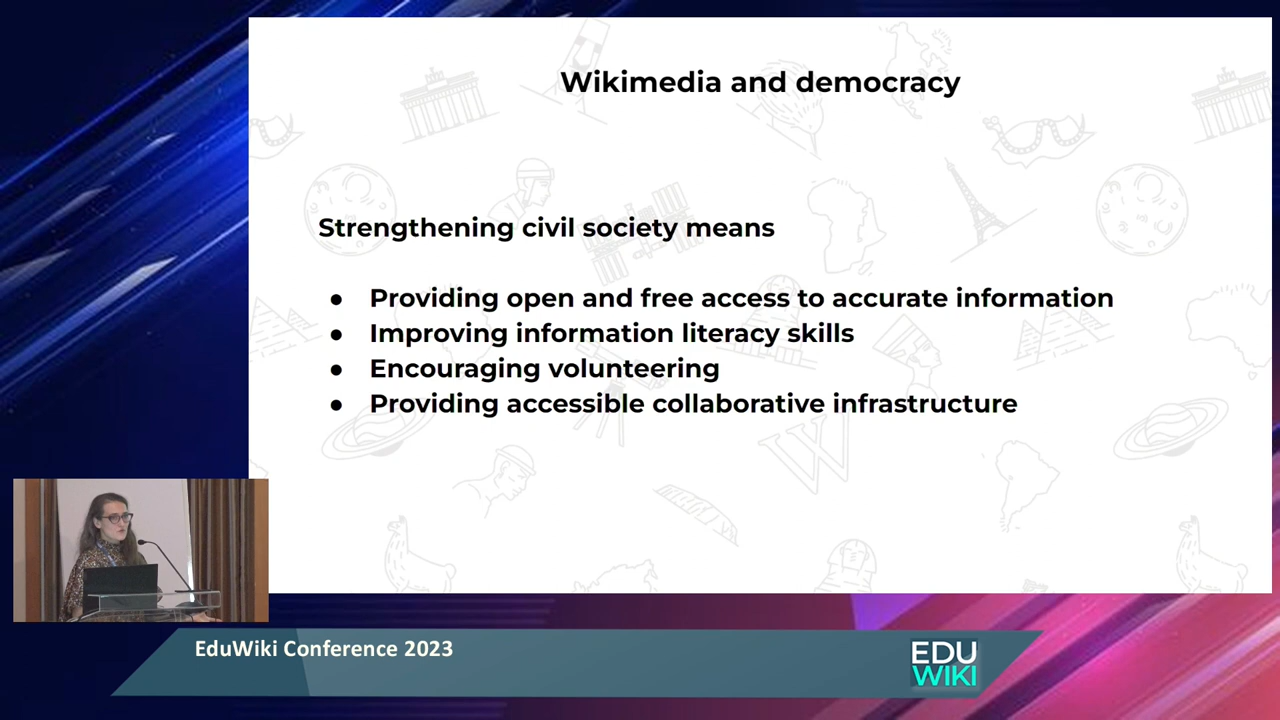 Wikimedia and democracy
Strengthening civil society means
● Providing open and free access to accurate information
● Improving information literacy skills
● Encouraging volunteering
● Providing accessible collaborative infrastructure
EduWiki Conference 2023
EDU
WIKI